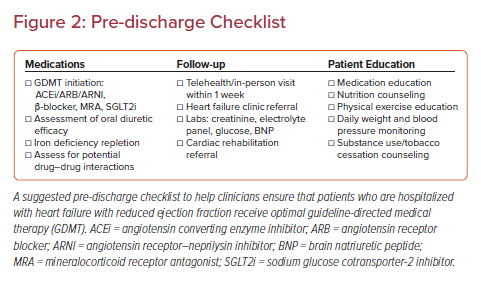 Figure 2: Pre-discharge Checklist
Medications
☐ GDMT initiation:
ACEi/ARB/ARNI,
β-blocker, MRA, SGLT2i
☐ Assessment of oral diuretic
efficacy
☐ Iron deficiency repletion
☐ Assess for potential
drug–drug interactions
Follow-up
☐ Telehealth/in-person visit
within 1 week
☐ Heart failure clinic referral
☐ Labs: creatinine, electrolyte
panel, glucose, BNP
☐ Cardiac rehabilitation
referral
Patient Education
☐ Medication education
☐ Nutrition counseling
☐ Physical exercise education
☐ Daily weight and blood
pressure monitoring
☐ Substance use/tobacco
cessation counseling
A suggested pre-discharge checklist to help clinicians ensure that patients who are hospitalized
with heart failure with reduced ejection fraction receive optimal guideline-directed medical
therapy (GDMT). ACEi = angiotensin converting enzyme inhibitor; ARB = angiotensin receptor
blocker; ARNI = angiotensin receptor–neprilysin inhibitor; BNP = brain natriuretic peptide;
MRA = mineralocorticoid receptor antagonist; SGLT2i = sodium glucose cotransporter-2 inhibitor.